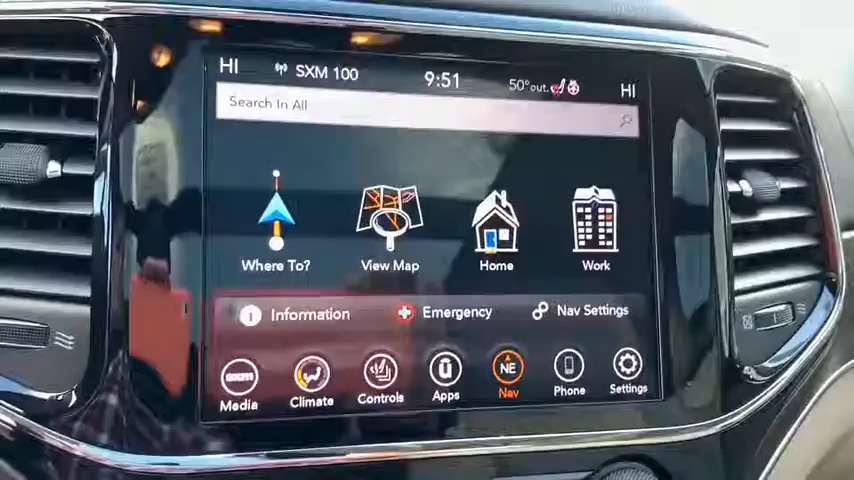 HI SXM 100 9:51 50°out. HI
Search In All
Where To? View Map Home Work
i Information Emergency Nav Settings
NE
Media Climate Controls Apps Nav Phone Settings